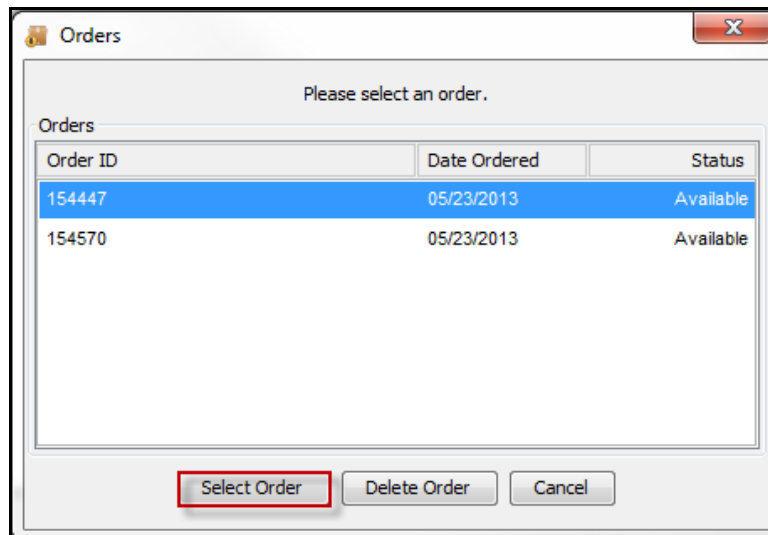 Orders
Please select an order.
Orders
Order ID Date Ordered Status
154447 05/23/2013 Available
154570 05/23/2013 Available
Select Order Delete Order Cancel